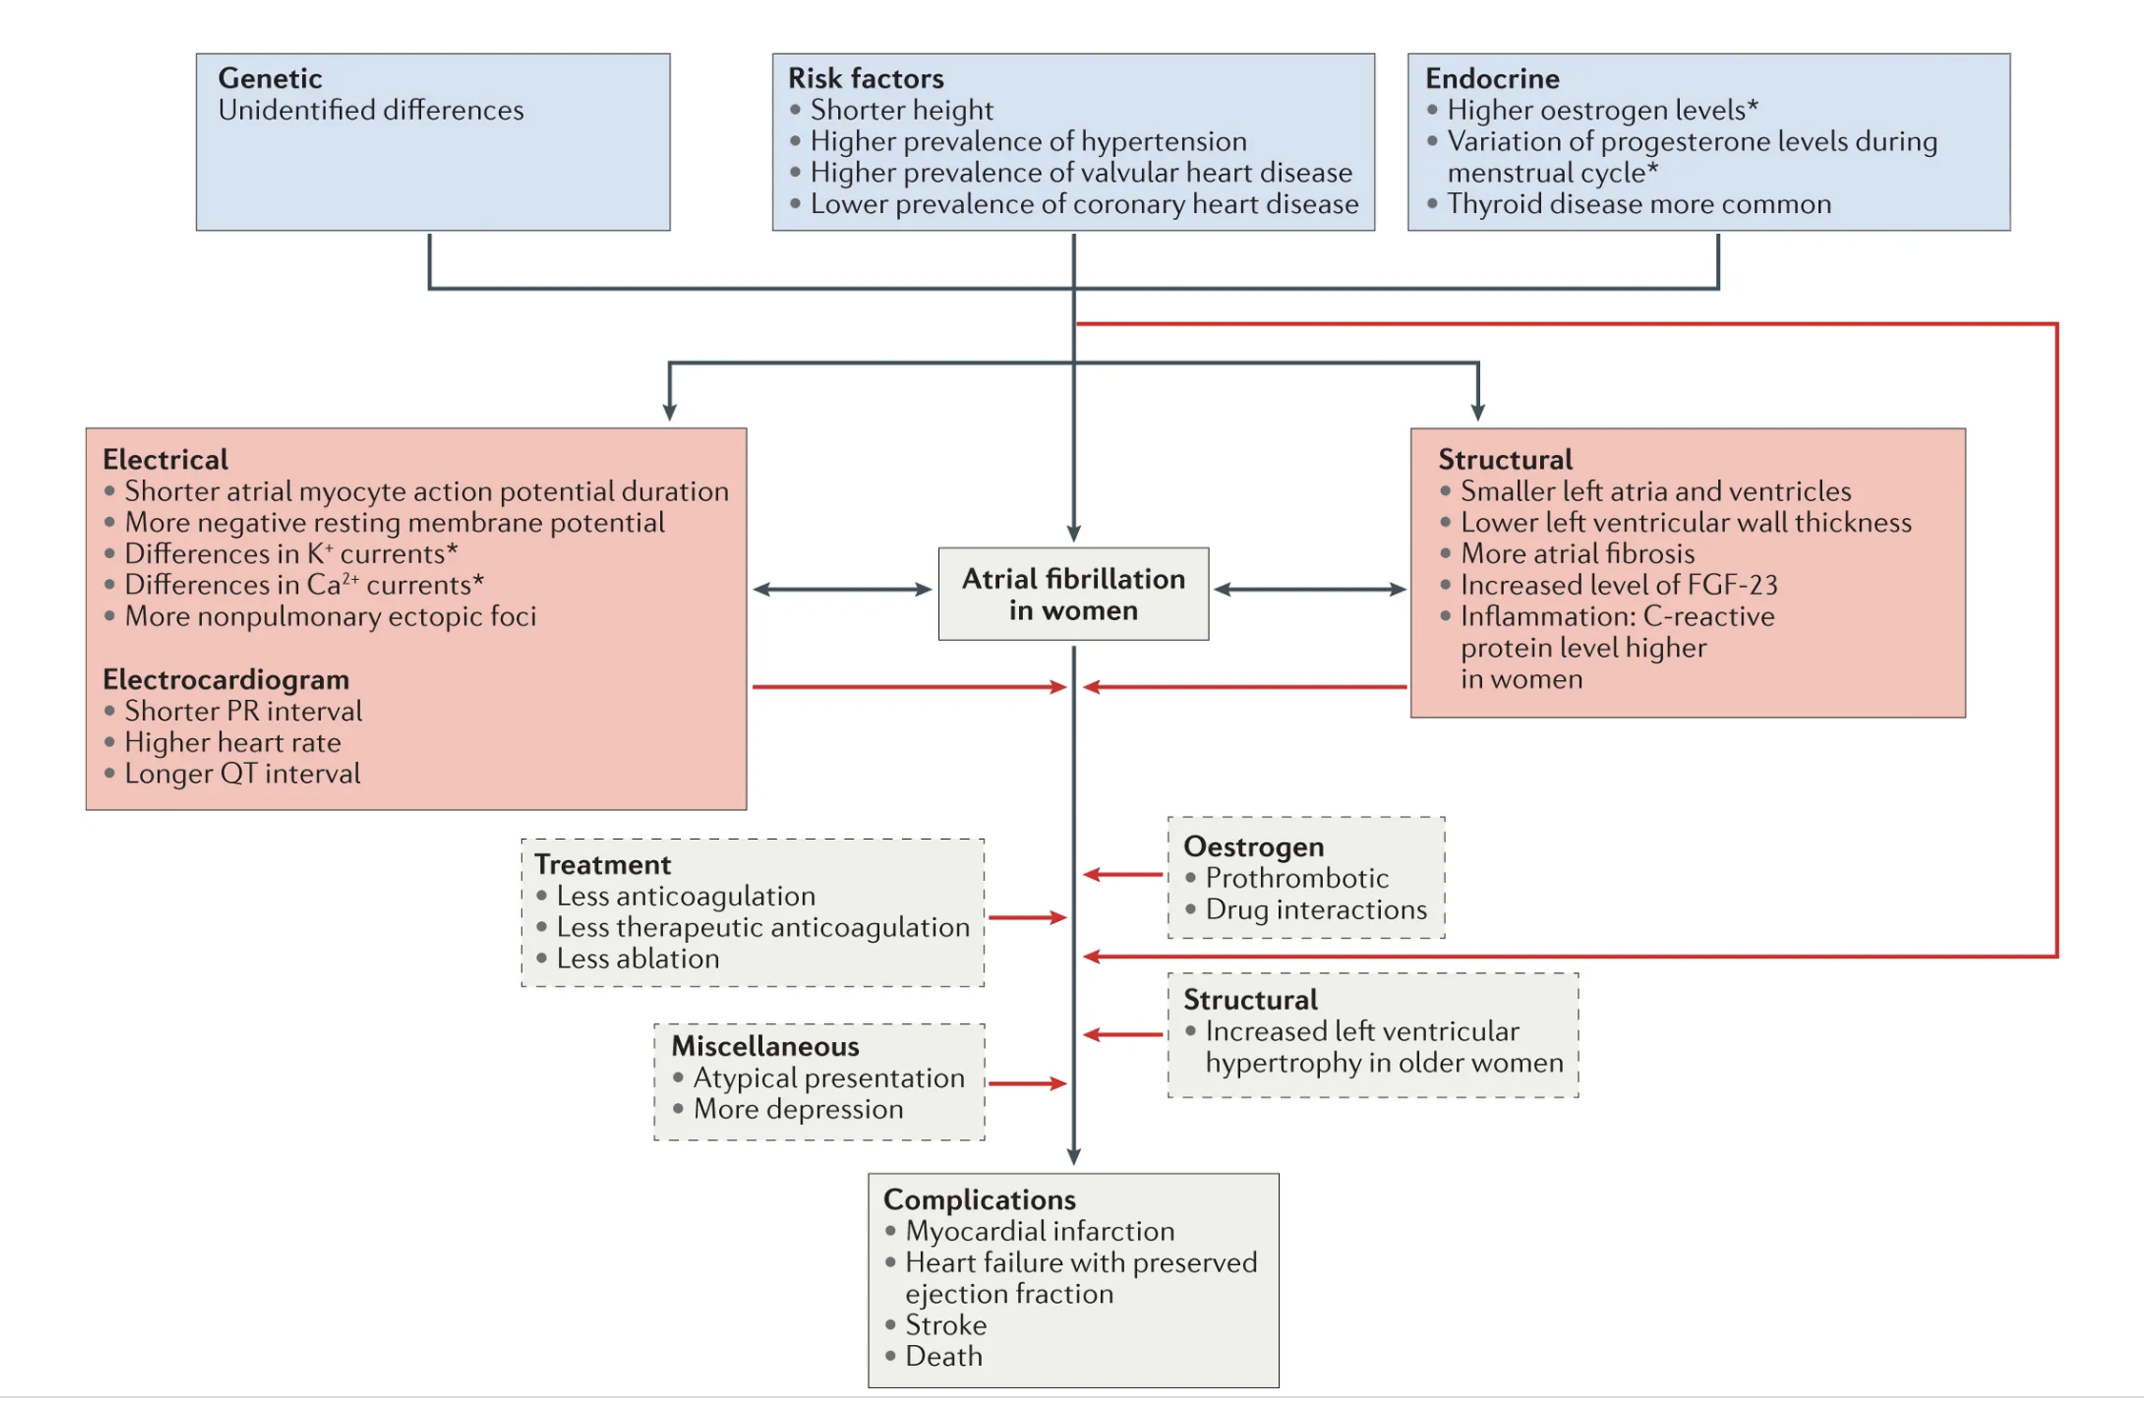 Genetic
Unidentified differences
Risk factors
• Shorter height
• Higher prevalence of hypertension
• Higher prevalence of valvular heart disease
• Lower prevalence of coronary heart disease
Endocrine
• Higher oestrogen levels*
• Variation of progesterone levels during
menstrual cycle*
• Thyroid disease more common
Electrical
• Shorter atrial myocyte action potential duration
• More negative resting membrane potential
• Differences in K⁺ currents*
• Differences in Ca²⁺ currents*
• More nonpulmonary ectopic foci
Electrocardiogram
• Shorter PR interval
• Higher heart rate
• Longer QT interval
Atrial fibrillation
in women
Structural
• Smaller left atria and ventricles
• Lower left ventricular wall thickness
• More atrial fibrosis
• Increased level of FGF-23
• Inflammation: C-reactive
protein level higher
in women
Treatment
• Less anticoagulation
• Less therapeutic anticoagulation
• Less ablation
Oestrogen
• Prothrombotic
• Drug interactions
Structural
• Increased left ventricular
hypertrophy in older women
Miscellaneous
• Atypical presentation
• More depression
Complications
• Myocardial infarction
• Heart failure with preserved
ejection fraction
• Stroke
• Death